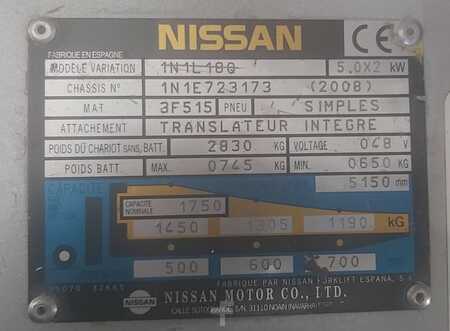 NISSAN
FABRIQUE EN ESPAGNE
MODELE VARIATION 1N1L18Q 5.0X2 kW
CHASSIS N° 1N1E723173 (2008)
MAT 3F515 PNEU SIMPLES
ATTACHEMENT TRANSLATEUR INTEGRE
POIDS DU CHARIOT SANS, BATT. 2830 KG VOLTAGE 048 V
POIDS BATT. MAX. 0745 KG MIN. 0650 KG
CAPACITE 5150 mm
CAPACITE NOMINALE 1750
1450 1305 1190 kG
500 600 700
FABRIQUE PAR NISSAN FORKLIFT ESPANA, S.A
NISSAN NISSAN MOTOR CO., LTD.